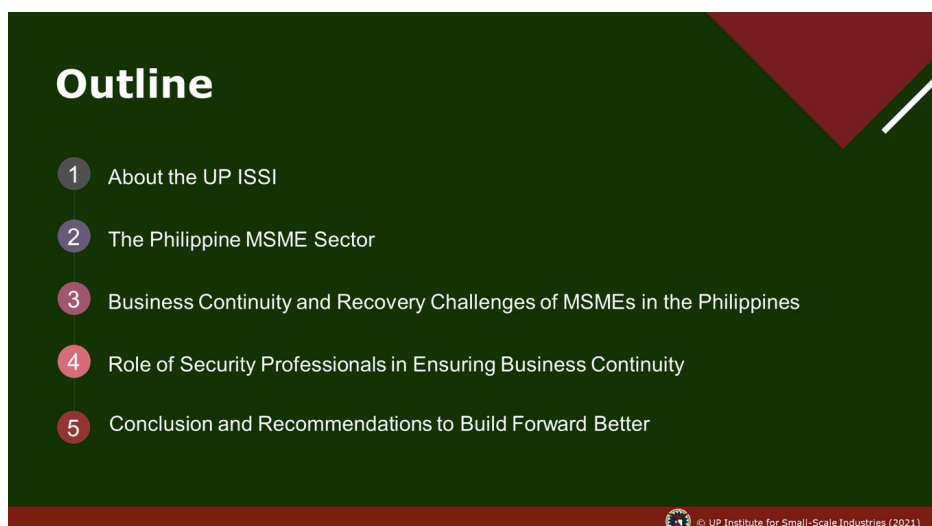 Outline
1 About the UP ISSI
2 The Philippine MSME Sector
3 Business Continuity and Recovery Challenges of MSMEs in the Philippines
4 Role of Security Professionals in Ensuring Business Continuity
5 Conclusion and Recommendations to Build Forward Better
© UP Institute for Small-Scale Industries (2021)